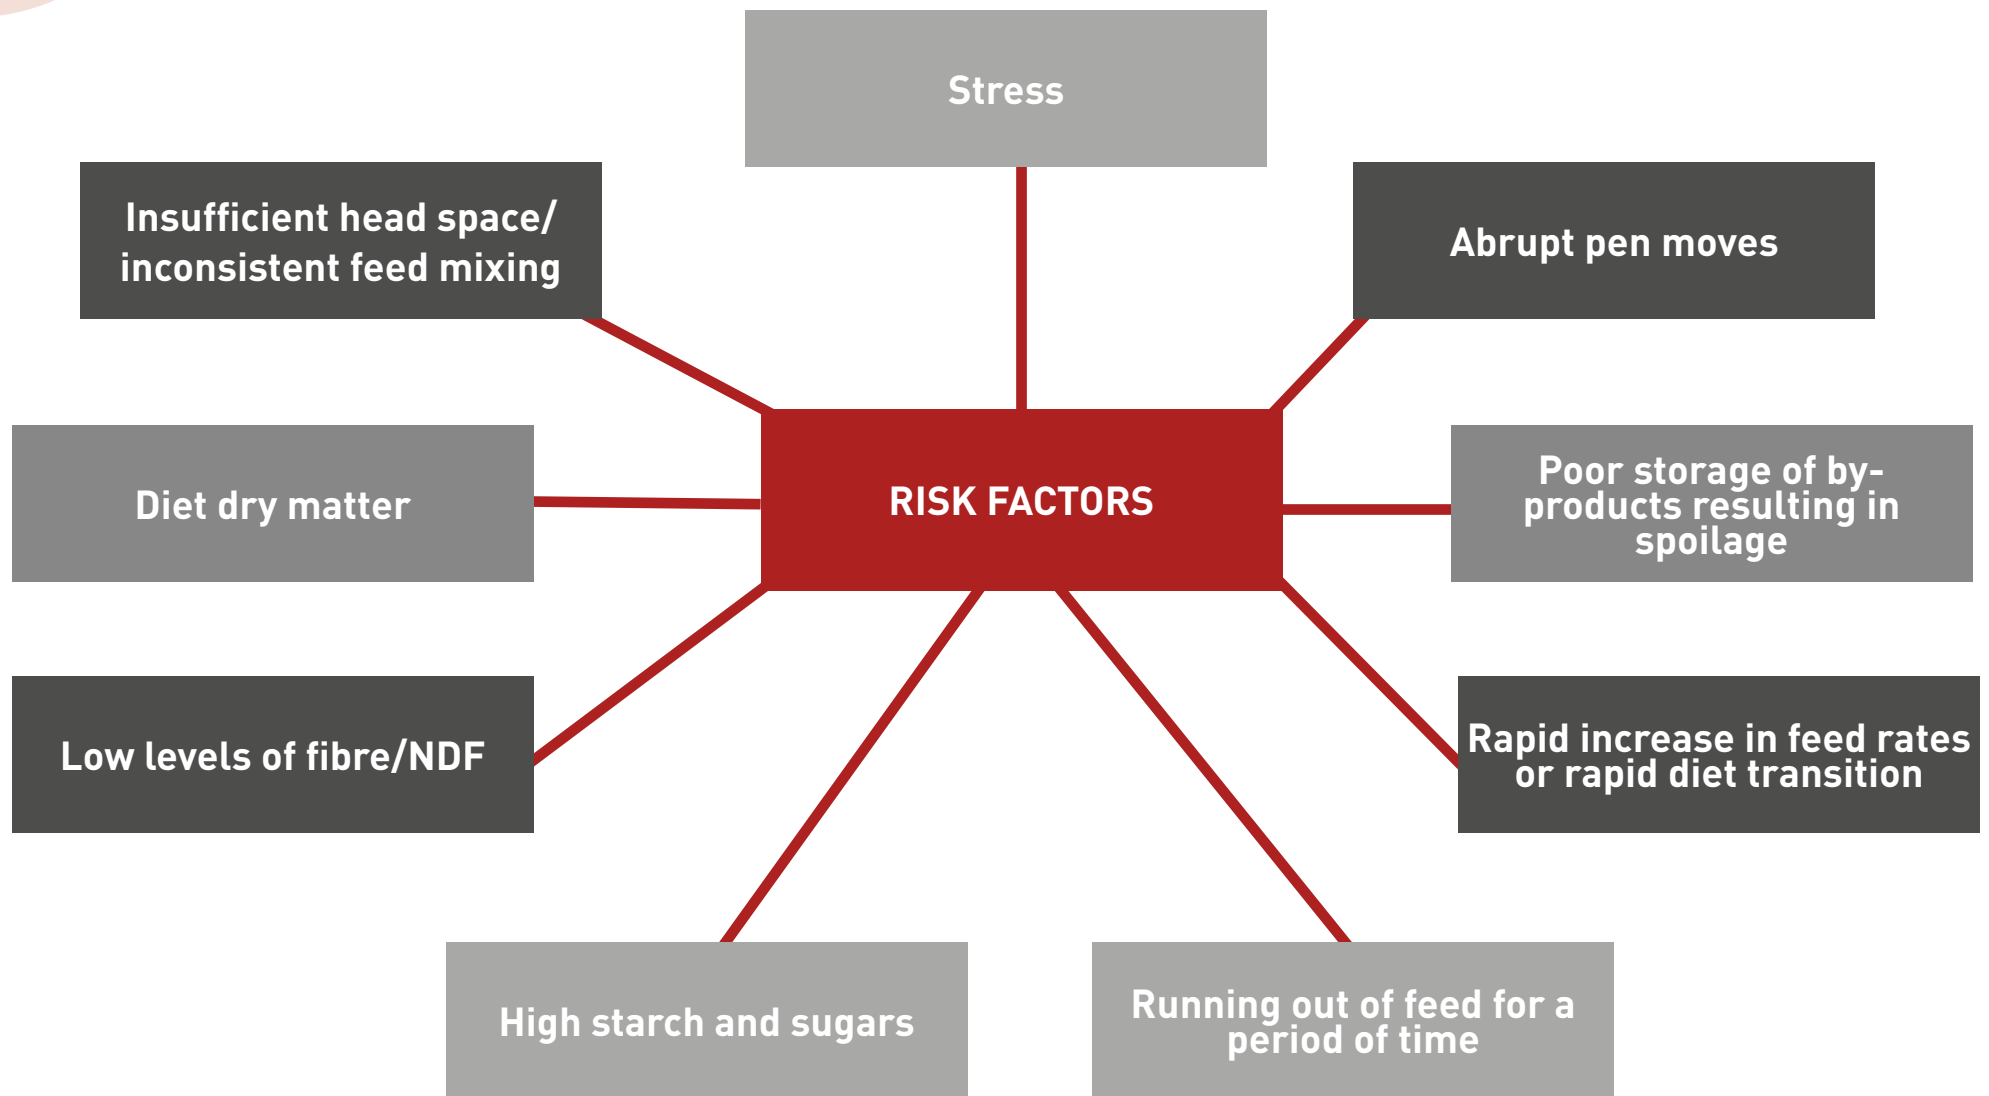 Stress
Insufficient head space/
inconsistent feed mixing
Abrupt pen moves
Diet dry matter
RISK FACTORS
Poor storage of by-
products resulting in
spoilage
Low levels of fibre/NDF
Rapid increase in feed rates
or rapid diet transition
High starch and sugars
Running out of feed for a
period of time